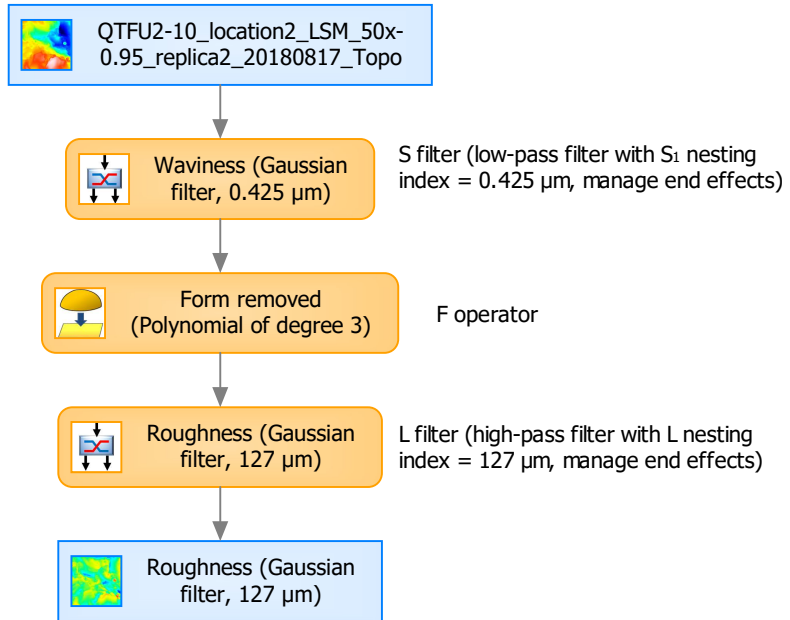 QTFU2-10_location2_LSM_50x-
0.95_replica2_20180817_Topo
Waviness (Gaussian
filter, 0.425 µm)
S filter (low-pass filter with S₁ nesting
index = 0.425 µm, manage end effects)
Form removed
(Polynomial of degree 3)
F operator
Roughness (Gaussian
filter, 127 µm)
L filter (high-pass filter with L nesting
index = 127 µm, manage end effects)
Roughness (Gaussian
filter, 127 µm)